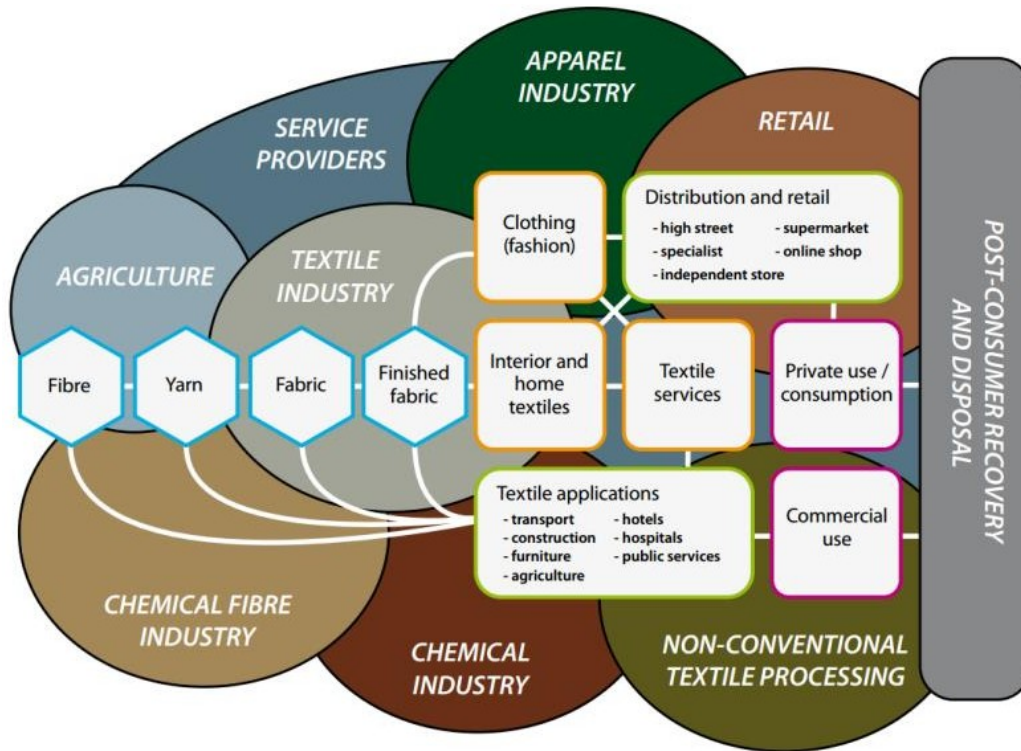 APPAREL
INDUSTRY
RETAIL
SERVICE
PROVIDERS
AGRICULTURE
TEXTILE
INDUSTRY
Clothing
(fashion)
Distribution and retail
- high street
- supermarket
- specialist
- online shop
- independent store
Fibre
Yarn
Fabric
Finished
fabric
Interior and
home
textiles
Textile
services
Private use /
consumption
Textile applications
- transport
- hotels
- construction
- hospitals
- furniture
- public services
- agriculture
Commercial
use
CHEMICAL FIBRE
INDUSTRY
CHEMICAL
INDUSTRY
NON-CONVENTIONAL
TEXTILE PROCESSING
POST-CONSUMER RECOVERY
AND DISPOSAL